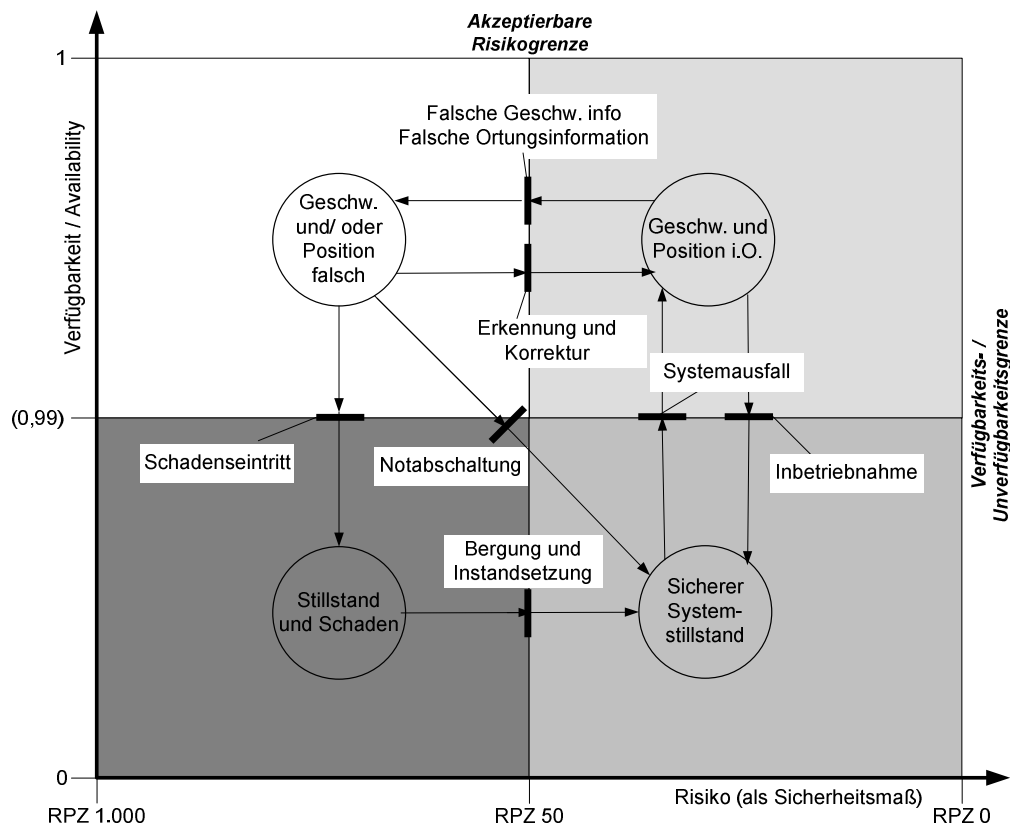 Akzeptierbare
Risikogrenze
1
Falsche Geschw. info
Falsche Ortungsinformation
Verfügbarkeit / Availability
Geschw.
und/ oder
Position
falsch
Geschw. und
Position i.O.
Erkennung und
Korrektur
Systemausfall
Verfügbarkeits- /
Unverfügbarkeitsgrenze
(0,99)
Schadenseintritt
Notabschaltung
Inbetriebnahme
Bergung und
Instandsetzung
Stillstand
und Schaden
Sicherer
System-
stillstand
0
Risiko (als Sicherheitsmaß)
RPZ 1.000
RPZ 50
RPZ 0